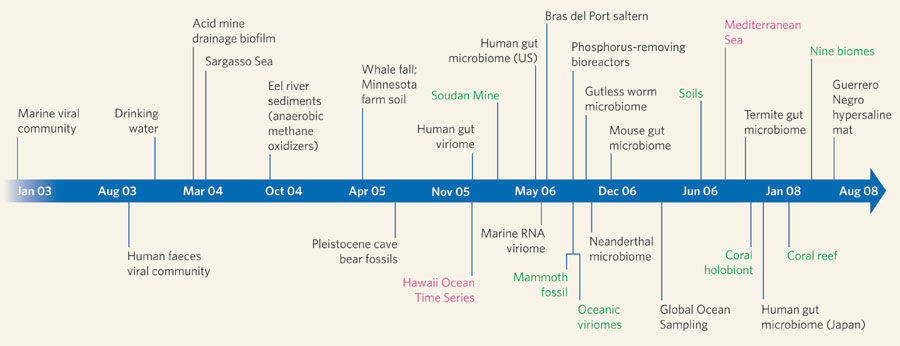 Bras del Port saltern
Acid mine
drainage biofilm
Mediterranean
Sea
Human gut
microbiome (US)
Phosphorus-removing
bioreactors
Nine biomes
Sargasso Sea
Whale fall;
Minnesota
farm soil
Eel river
sediments
(anaerobic
methane
oxidizers)
Soudan Mine
Gutless worm
microbiome
Soils
Guerrero
Negro
hypersaline
mat
Marine viral
community
Drinking
water
Human gut
viriome
Mouse gut
microbiome
Termite gut
microbiome
Jan 03
Aug 03
Mar 04
Oct 04
Apr 05
Nov 05
May 06
Dec 06
Jun 06
Jan 08
Aug 08
Human faeces
viral community
Pleistocene cave
bear fossils
Marine RNA
viriome
Neanderthal
microbiome
Hawaii Ocean
Time Series
Mammoth
fossil
Coral
holobiont
Coral reef
Oceanic
viriomes
Global Ocean
Sampling
Human gut
microbiome (Japan)